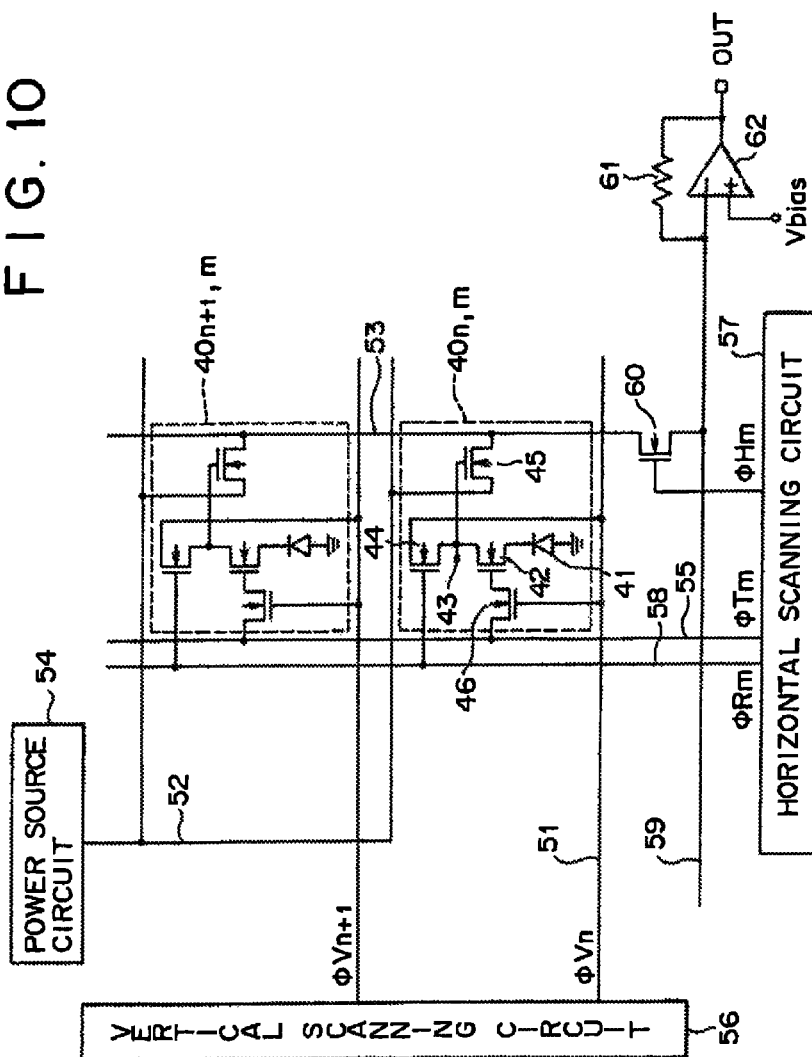 FIG. 10
POWER SOURCE
CIRCUIT
54
52
40n+1, m
53
ΦVn+1
40n, m
44
43
45
46
42
41
51
ΦVn
58
55
60
61
62
OUT
Vbias
59
ΦRm
ΦTm
ΦHm
57
HORIZONTAL SCANNING CIRCUIT
VERTICAL SCANNING CIRCUIT
56